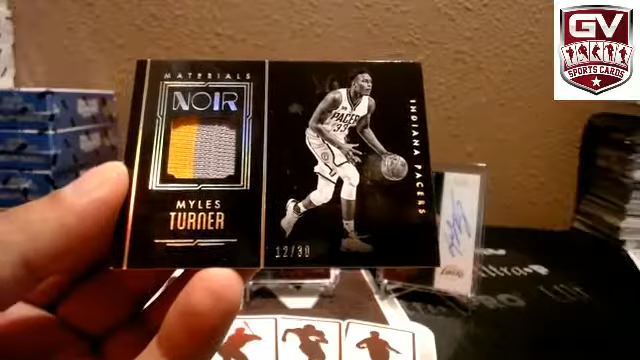 GV
SPORTS CARDS
MATERIALS
NOIR
MYLES
TURNER
INDIANA PACERS
PACERS
33
12/30